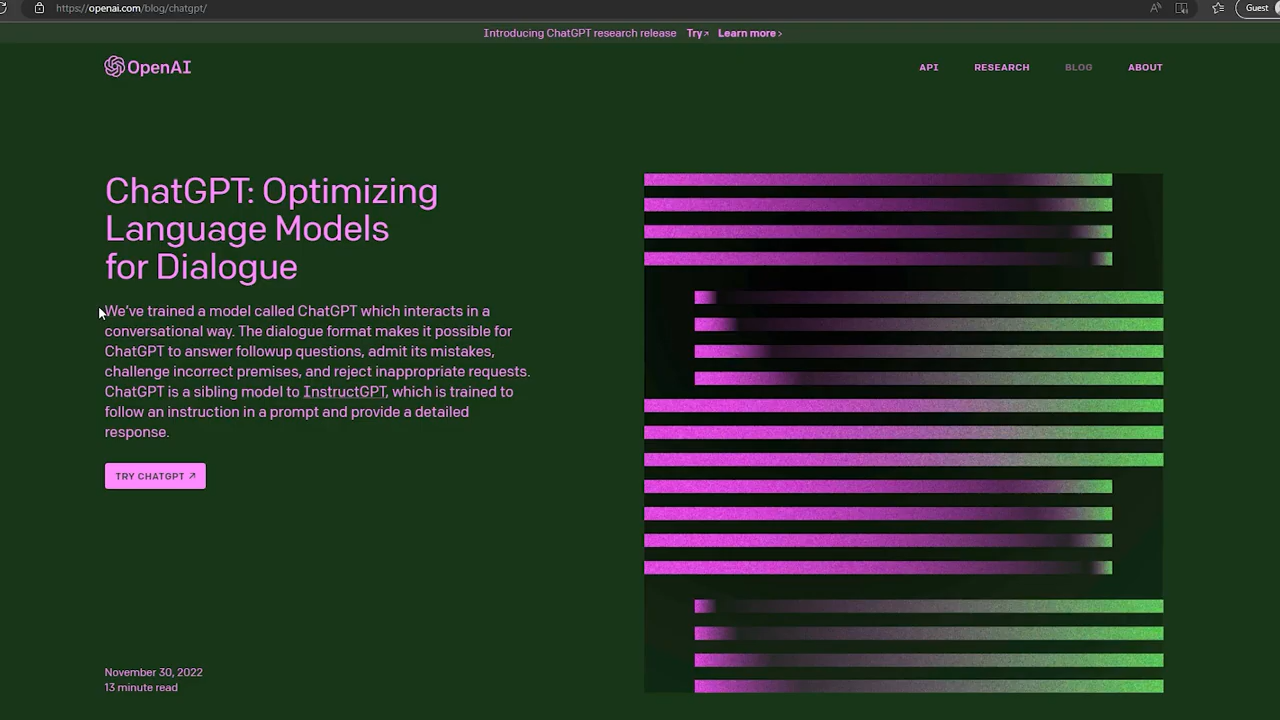 https://openai.com/blog/chatgpt/
Guest
Introducing ChatGPT research release Try↗ Learn more ›
OpenAI
API RESEARCH BLOG ABOUT
ChatGPT: Optimizing
Language Models
for Dialogue
We've trained a model called ChatGPT which interacts in a
conversational way. The dialogue format makes it possible for
ChatGPT to answer followup questions, admit its mistakes,
challenge incorrect premises, and reject inappropriate requests.
ChatGPT is a sibling model to InstructGPT, which is trained to
follow an instruction in a prompt and provide a detailed
response.
TRY CHATGPT ↗
November 30, 2022
13 minute read